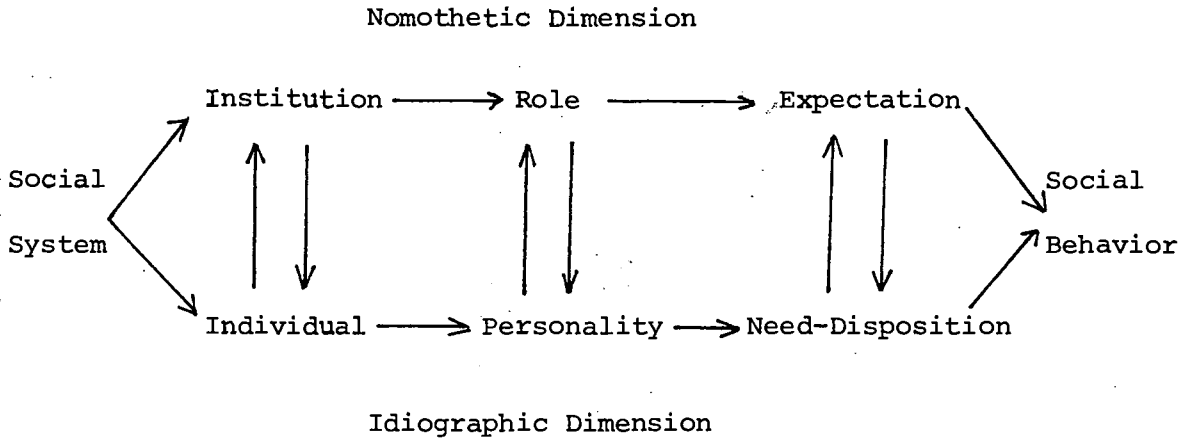 Nomothetic Dimension
Institution Role Expectation
Social
System
Social
Behavior
Individual Personality Need-Disposition
Idiographic Dimension